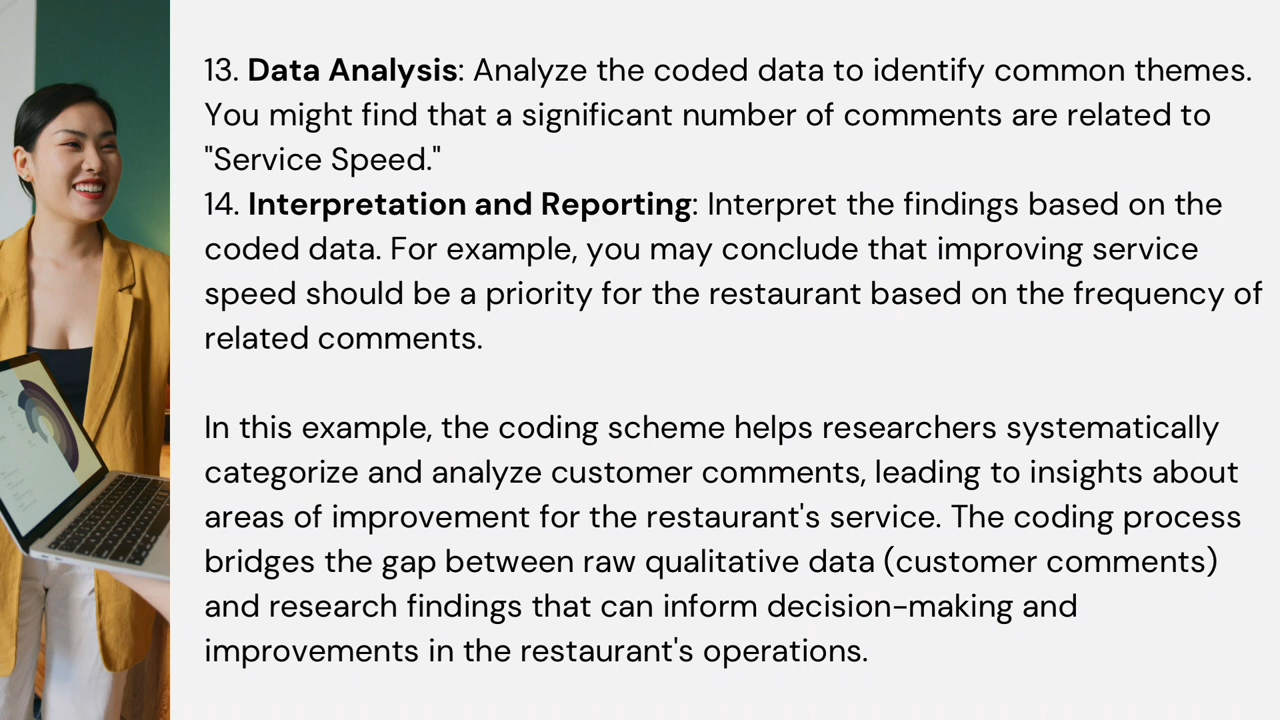 13. Data Analysis: Analyze the coded data to identify common themes.
You might find that a significant number of comments are related to
"Service Speed."
14. Interpretation and Reporting: Interpret the findings based on the
coded data. For example, you may conclude that improving service
speed should be a priority for the restaurant based on the frequency of
related comments.
In this example, the coding scheme helps researchers systematically
categorize and analyze customer comments, leading to insights about
areas of improvement for the restaurant's service. The coding process
bridges the gap between raw qualitative data (customer comments)
and research findings that can inform decision-making and
improvements in the restaurant's operations.